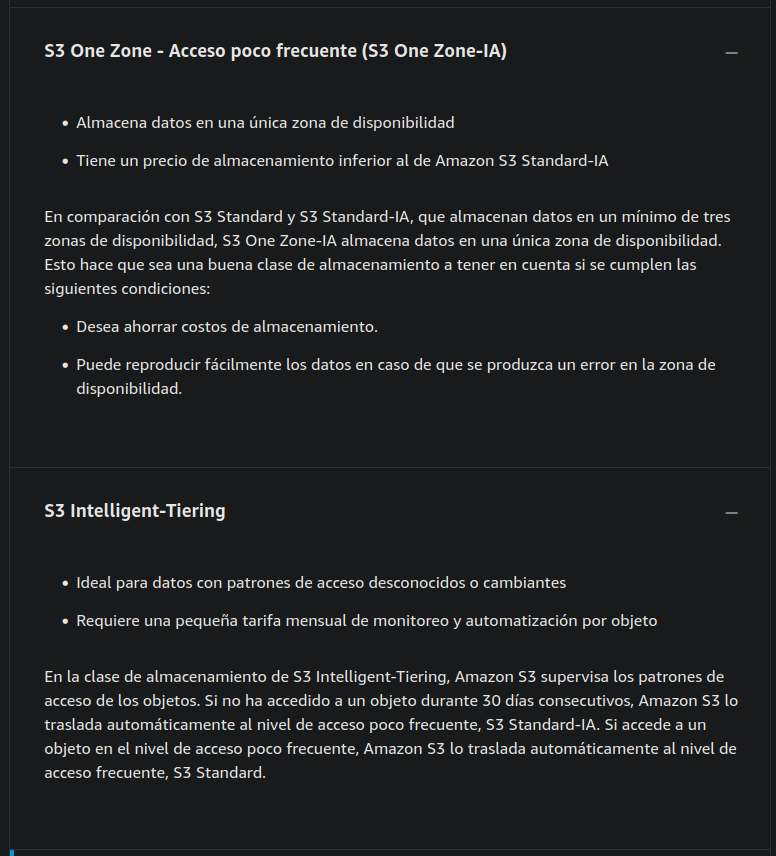 S3 One Zone - Acceso poco frecuente (S3 One Zone-IA)
• Almacena datos en una única zona de disponibilidad
• Tiene un precio de almacenamiento inferior al de Amazon S3 Standard-IA
En comparación con S3 Standard y S3 Standard-IA, que almacenan datos en un mínimo de tres
zonas de disponibilidad, S3 One Zone-IA almacena datos en una única zona de disponibilidad.
Esto hace que sea una buena clase de almacenamiento a tener en cuenta si se cumplen las
siguientes condiciones:
• Desea ahorrar costos de almacenamiento.
• Puede reproducir fácilmente los datos en caso de que se produzca un error en la zona de
disponibilidad.
S3 Intelligent-Tiering
• Ideal para datos con patrones de acceso desconocidos o cambiantes
• Requiere una pequeña tarifa mensual de monitoreo y automatización por objeto
En la clase de almacenamiento de S3 Intelligent-Tiering, Amazon S3 supervisa los patrones de
acceso de los objetos. Si no ha accedido a un objeto durante 30 días consecutivos, Amazon S3 lo
traslada automáticamente al nivel de acceso poco frecuente, S3 Standard-IA. Si accede a un
objeto en el nivel de acceso poco frecuente, Amazon S3 lo traslada automáticamente al nivel de
acceso frecuente, S3 Standard.